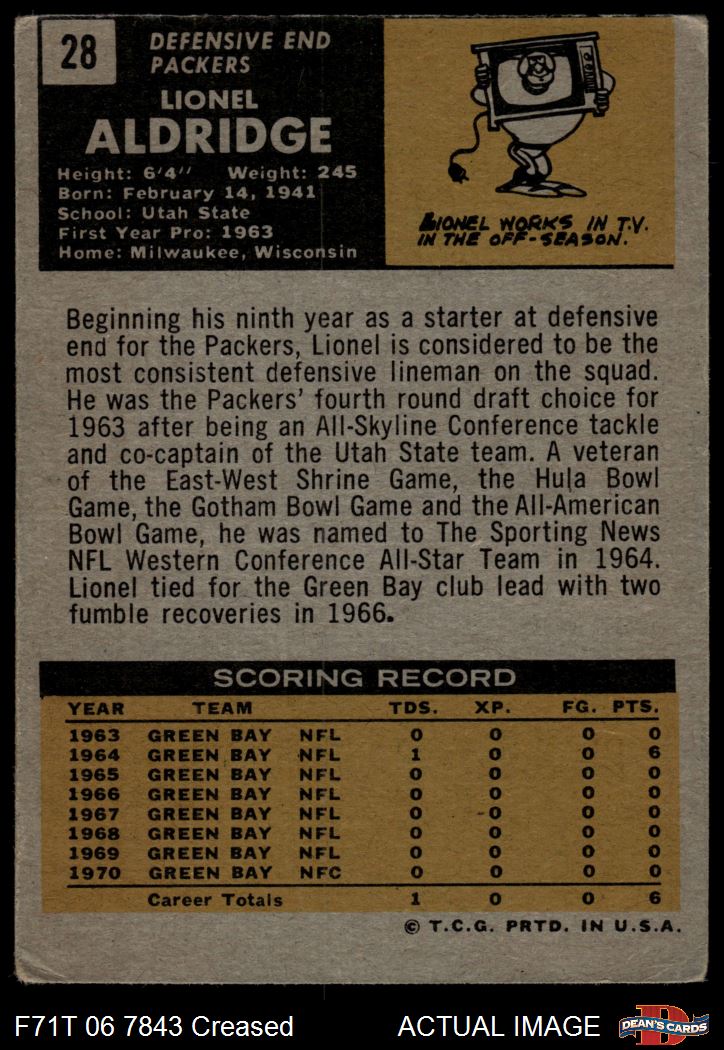 28
DEFENSIVE END
PACKERS
LIONEL
ALDRIDGE
Height: 6'4" Weight: 245
Born: February 14, 1941
School: Utah State
First Year Pro: 1963
Home: Milwaukee, Wisconsin
LIONEL WORKS IN T.V.
IN THE OFF-SEASON.
Beginning his ninth year as a starter at defensive
end for the Packers, Lionel is considered to be the
most consistent defensive lineman on the squad.
He was the Packers' fourth round draft choice for
1963 after being an All-Skyline Conference tackle
and co-captain of the Utah State team. A veteran
of the East-West Shrine Game, the Hula Bowl
Game, the Gotham Bowl Game and the All-American
Bowl Game, he was named to The Sporting News
NFL Western Conference All-Star Team in 1964.
Lionel tied for the Green Bay club lead with two
fumble recoveries in 1966.
SCORING RECORD
YEAR TEAM TDS. XP. FG. PTS.
1963 GREEN BAY NFL 0 0 0 0
1964 GREEN BAY NFL 1 0 0 6
1965 GREEN BAY NFL 0 0 0 0
1966 GREEN BAY NFL 0 0 0 0
1967 GREEN BAY NFL 0 0 0 0
1968 GREEN BAY NFL 0 0 0 0
1969 GREEN BAY NFL 0 0 0 0
1970 GREEN BAY NFC 0 0 0 0
Career Totals 1 0 0 6
© T.C.G. PRTD. IN U.S.A.
F71T 06 7843 Creased ACTUAL IMAGE
D
DEAN'S CARDS